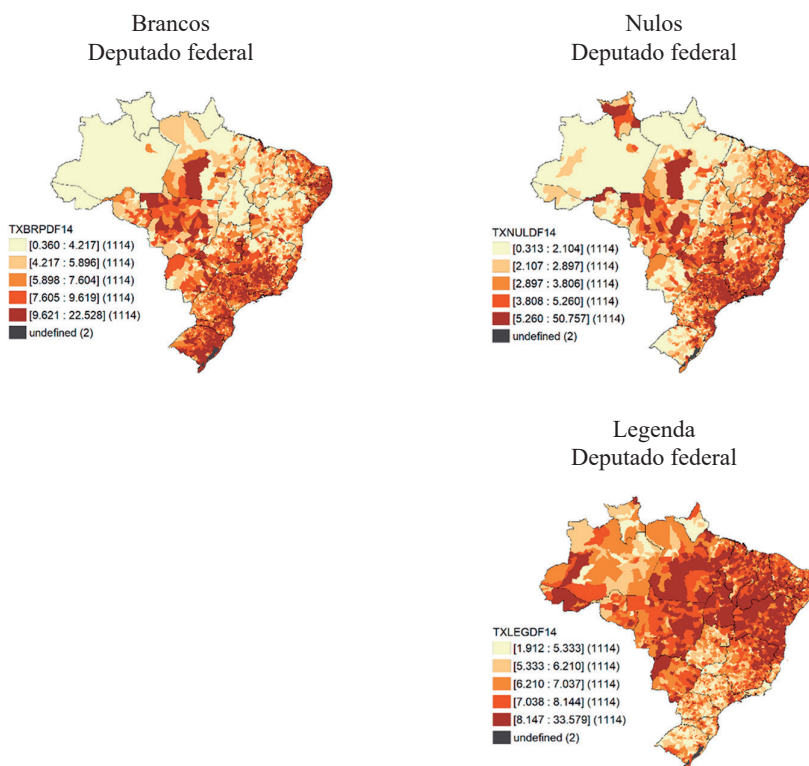 Brancos
Deputado federal
TXBRPDF14
[0.360 : 4.217] (1114)
[4.217 : 5.896] (1114)
[5.898 : 7.604] (1114)
[7.605 : 9.619] (1114)
[9.621 : 22.528] (1114)
undefined (2)
Nulos
Deputado federal
TXNULDF14
[0.313 : 2.104] (1114)
[2.107 : 2.897] (1114)
[2.897 : 3.806] (1114)
[3.808 : 5.260] (1114)
[5.260 : 50.757] (1114)
undefined (2)
Legenda
Deputado federal
TXLEGDF14
[1.912 : 5.333] (1114)
[5.333 : 6.210] (1114)
[6.210 : 7.037] (1114)
[7.038 : 8.144] (1114)
[8.147 : 33.579] (1114)
undefined (2)